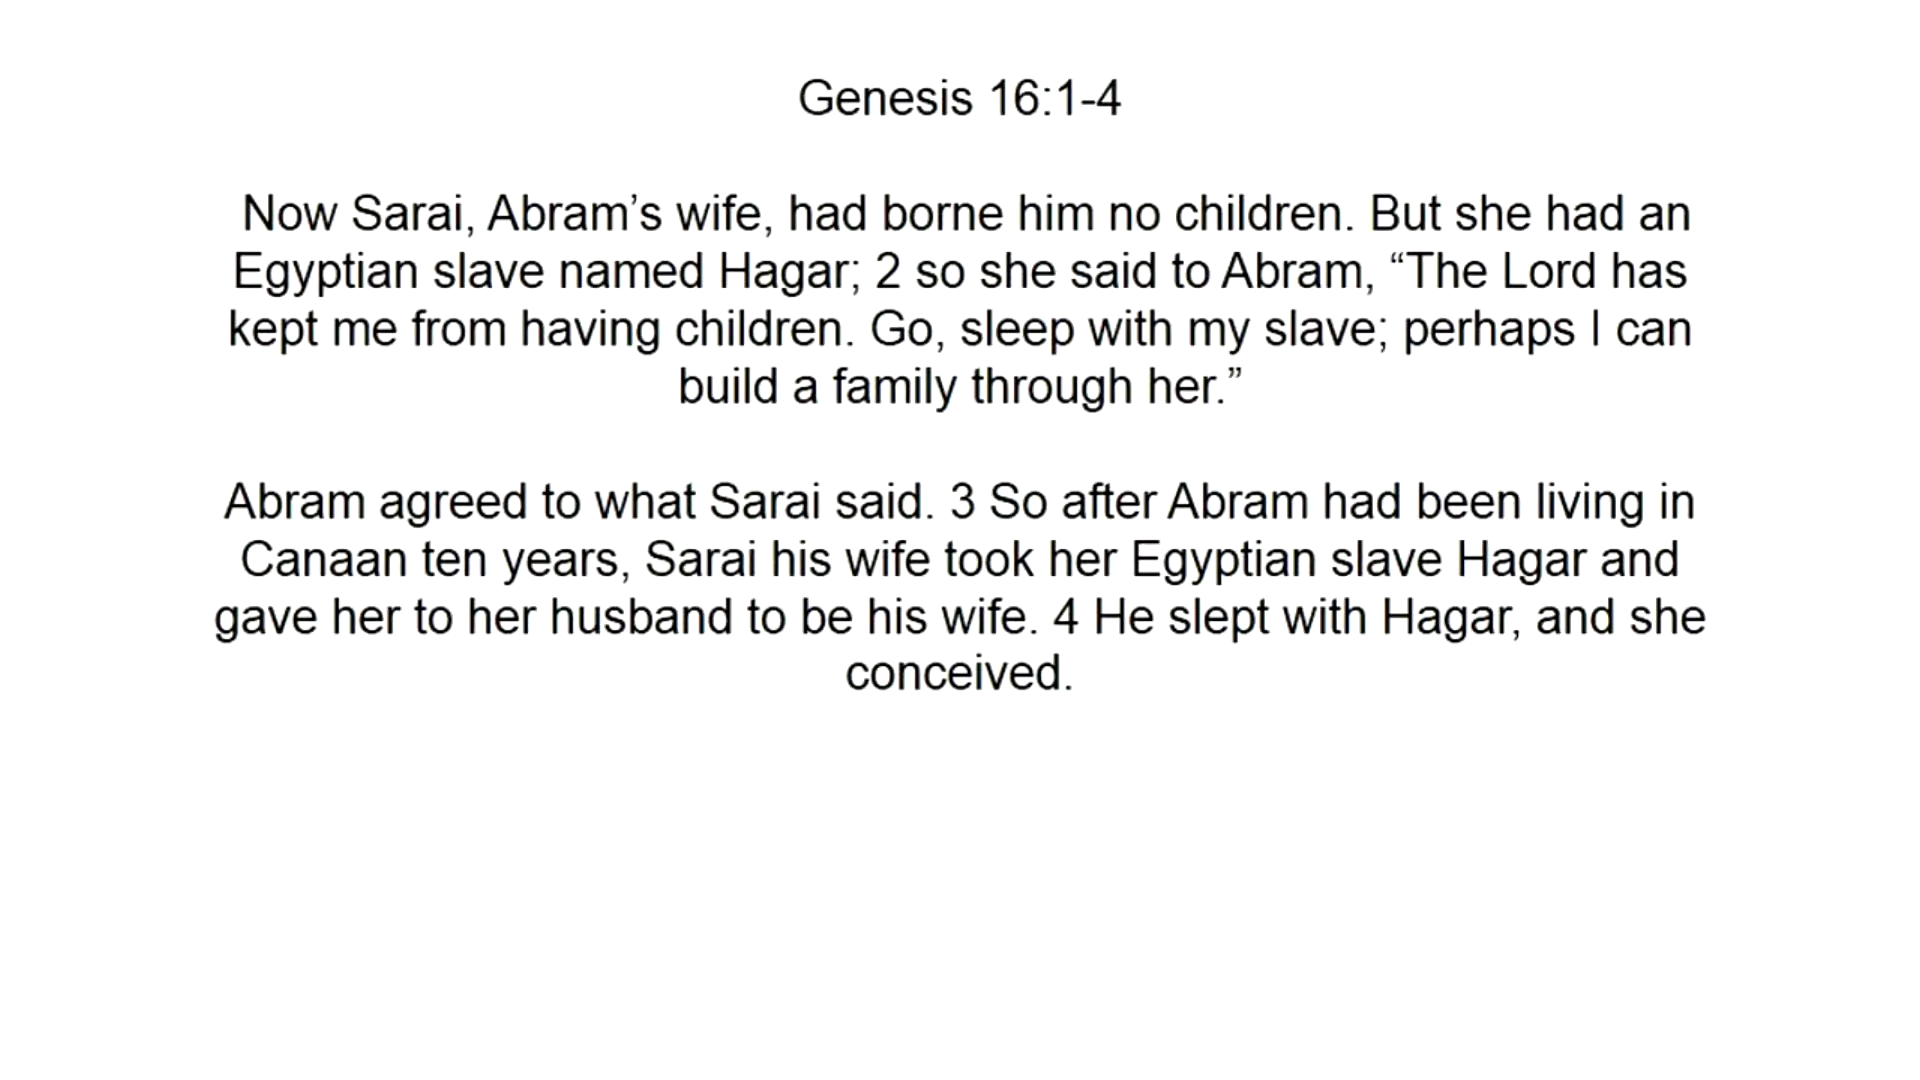 Genesis 16:1-4
Now Sarai, Abram’s wife, had borne him no children. But she had an
Egyptian slave named Hagar; 2 so she said to Abram, “The Lord has
kept me from having children. Go, sleep with my slave; perhaps I can
build a family through her.”
Abram agreed to what Sarai said. 3 So after Abram had been living in
Canaan ten years, Sarai his wife took her Egyptian slave Hagar and
gave her to her husband to be his wife. 4 He slept with Hagar, and she
conceived.